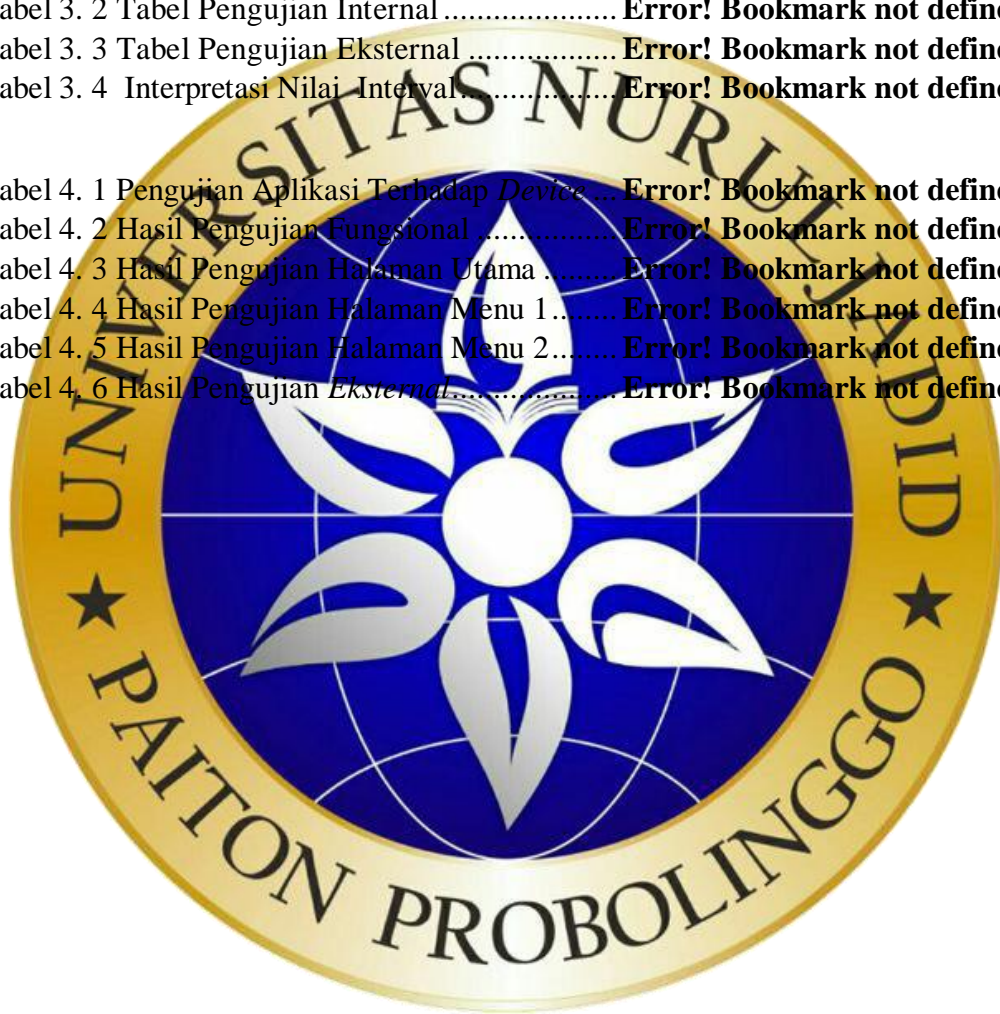 abel 3. 2 Tabel Pengujian Internal .................... Error! Bookmark not define
abel 3. 3 Tabel Pengujian Eksternal ................. Error! Bookmark not define
abel 3. 4  Interpretasi Nilai  Interval.................. Error! Bookmark not define
abel 4. 1 Pengujian Aplikasi Terhadap Device ... Error! Bookmark not define
abel 4. 2 Hasil Pengujian Fungsional ................ Error! Bookmark not define
abel 4. 3 Hasil Pengujian Halaman Utama ......... Error! Bookmark not define
abel 4. 4 Hasil Pengujian Halaman Menu 1........ Error! Bookmark not define
abel 4. 5 Hasil Pengujian Halaman Menu 2........ Error! Bookmark not define
abel 4. 6 Hasil Pengujian Eksternal................... Error! Bookmark not define
UNIVERSITAS NURUL JADID
★ PAITON PROBOLINGGO ★